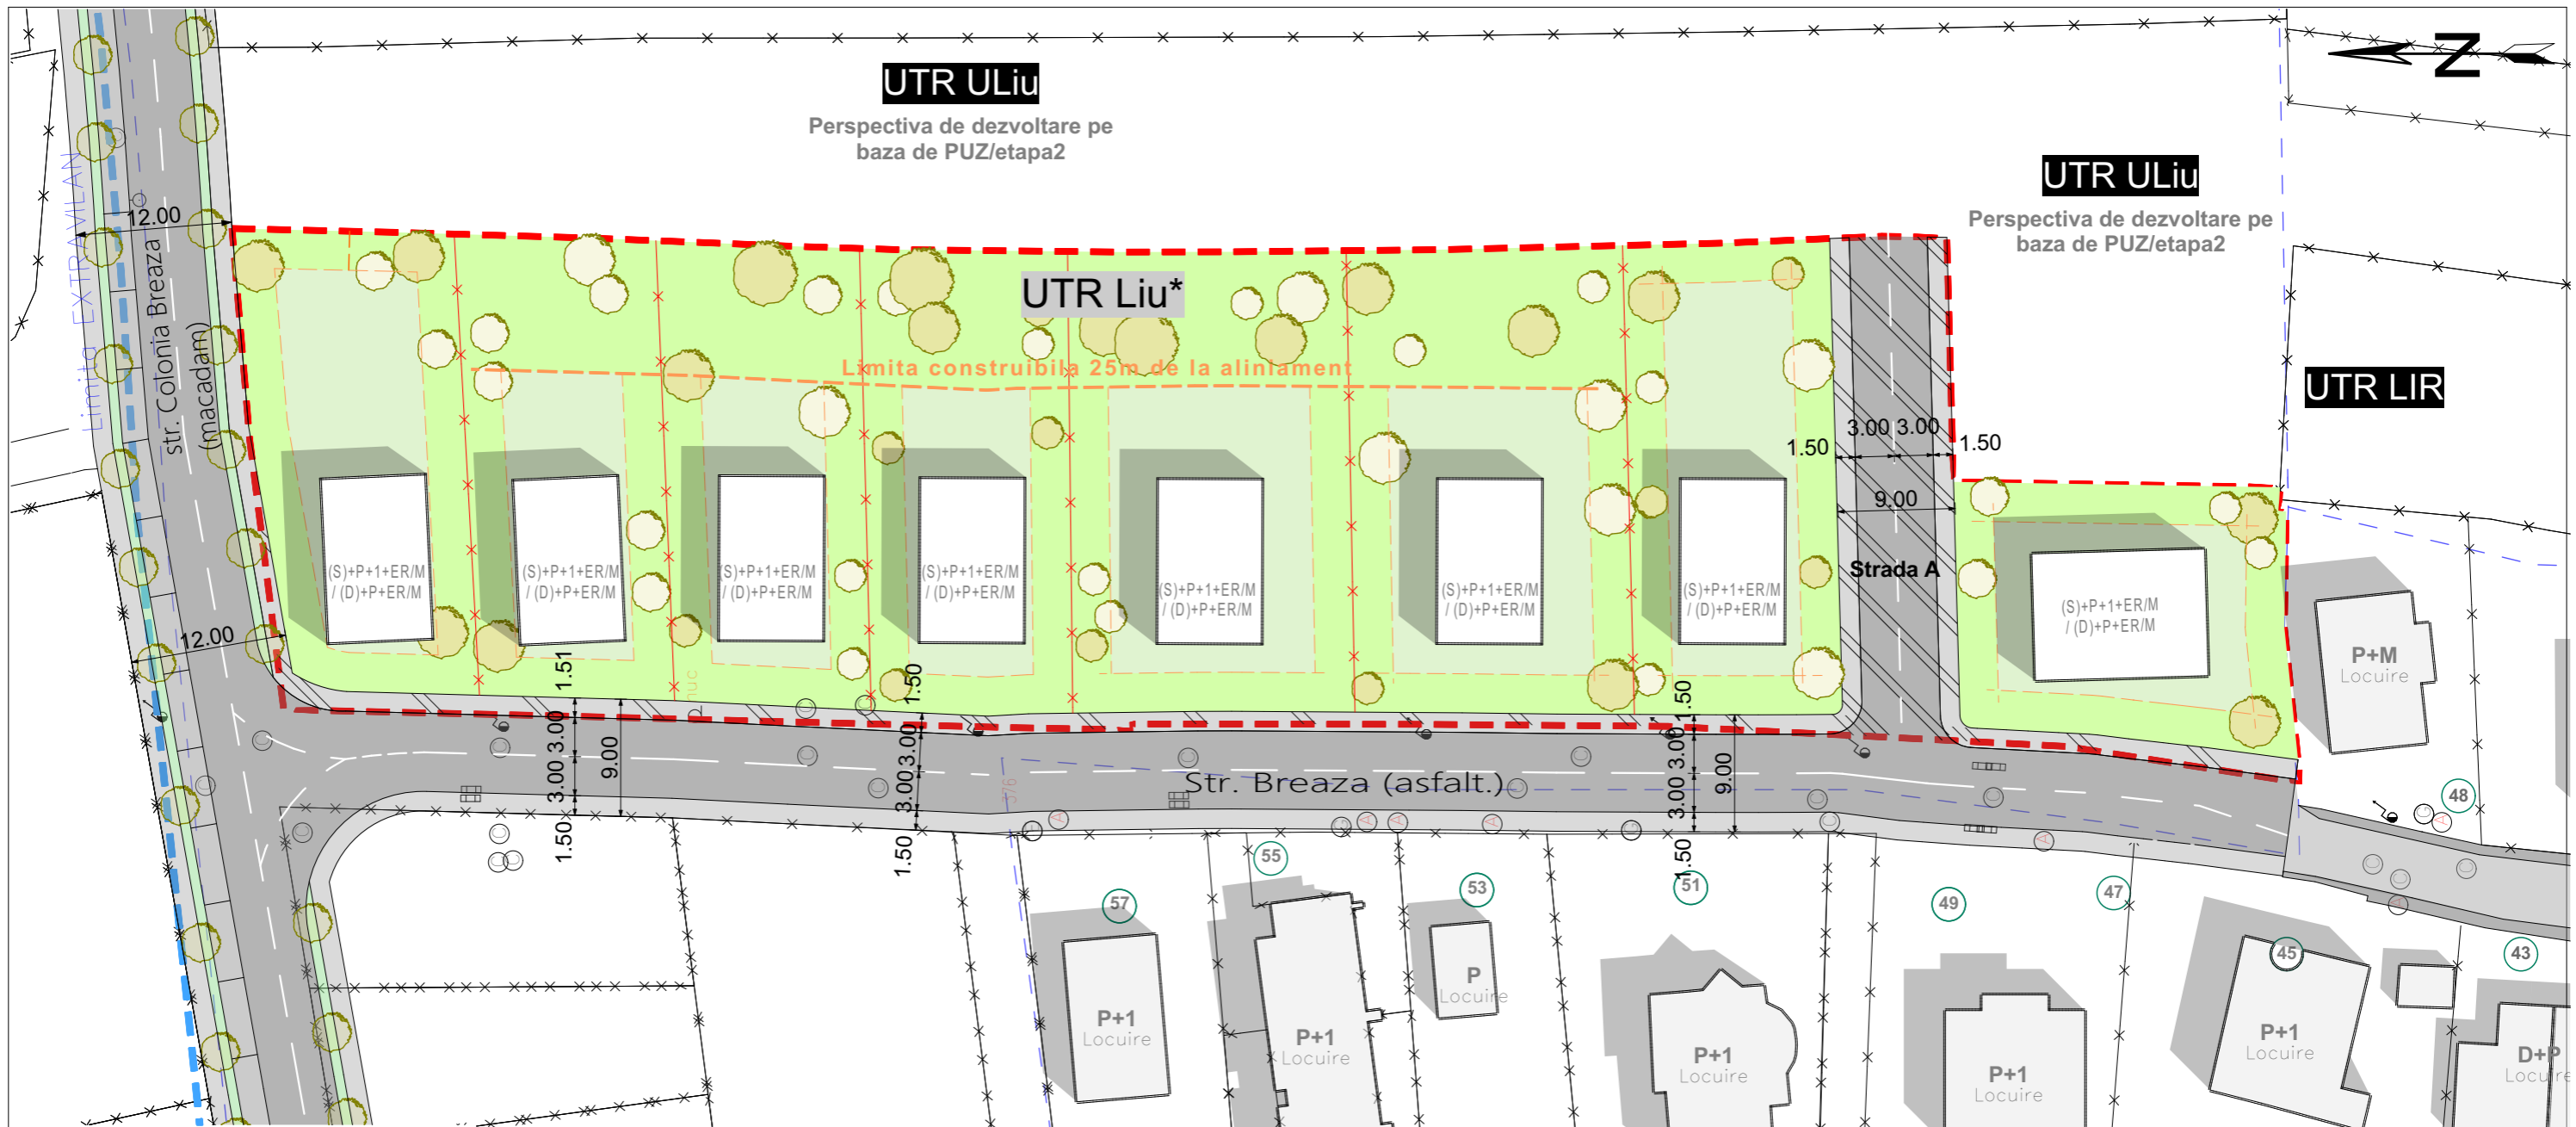 N
UTR ULiu
Perspectiva de dezvoltare pe
baza de PUZ/etapa2
UTR ULiu
Perspectiva de dezvoltare pe
baza de PUZ/etapa2
Limita EXTRAVILAN
12.00
str. Colonia Breaza
(macadam)
UTR Liu*
Limita construibila 25m de la aliniament
UTR LIR
1.50
3.00
3.00
1.50
9.00
Strada A
(S)+P+1+ER/M
/ (D)+P+ER/M
(S)+P+1+ER/M
/ (D)+P+ER/M
(S)+P+1+ER/M
/ (D)+P+ER/M
(S)+P+1+ER/M
/ (D)+P+ER/M
(S)+P+1+ER/M
/ (D)+P+ER/M
(S)+P+1+ER/M
/ (D)+P+ER/M
(S)+P+1+ER/M
/ (D)+P+ER/M
(S)+P+1+ER/M
/ (D)+P+ER/M
P+M
Locuire
12.00
1.51
3.00
3.00
1.50
9.00
1.50
3.00
3.00
1.50
1.50
3.00
3.00
1.50
9.00
376
Str. Breaza (asfalt.)
48
57
55
53
51
49
47
45
43
P+1
Locuire
P+1
Locuire
P
Locuire
P+1
Locuire
P+1
Locuire
P+1
Locuire
D+P
Locuire